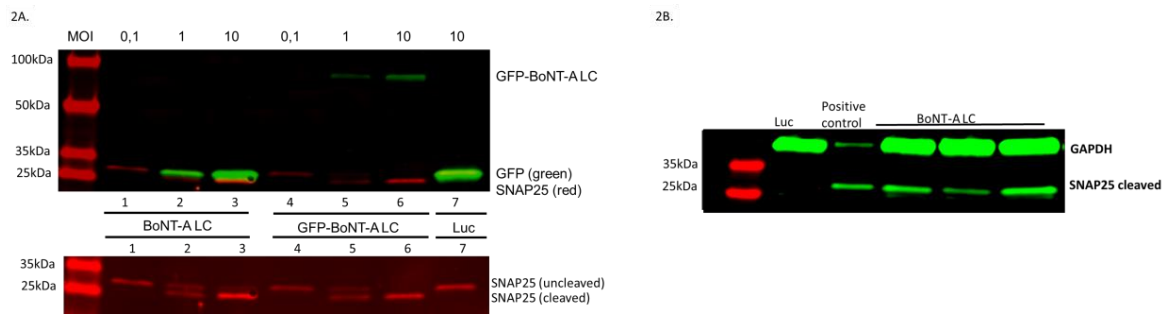 2A.
MOI 0,1 1 10 0,1 1 10 10
100kDa
GFP-BoNT-A LC
50kDa
35kDa
25kDa
GFP (green)
SNAP25 (red)
1 2 3 4 5 6 7
BoNT-A LC GFP-BoNT-A LC Luc
1 2 3 4 5 6 7
35kDa
25kDa
SNAP25 (uncleaved)
SNAP25 (cleaved)
2B.
Luc Positive control BoNT-A LC
GAPDH
35kDa
25kDa
SNAP25 cleaved